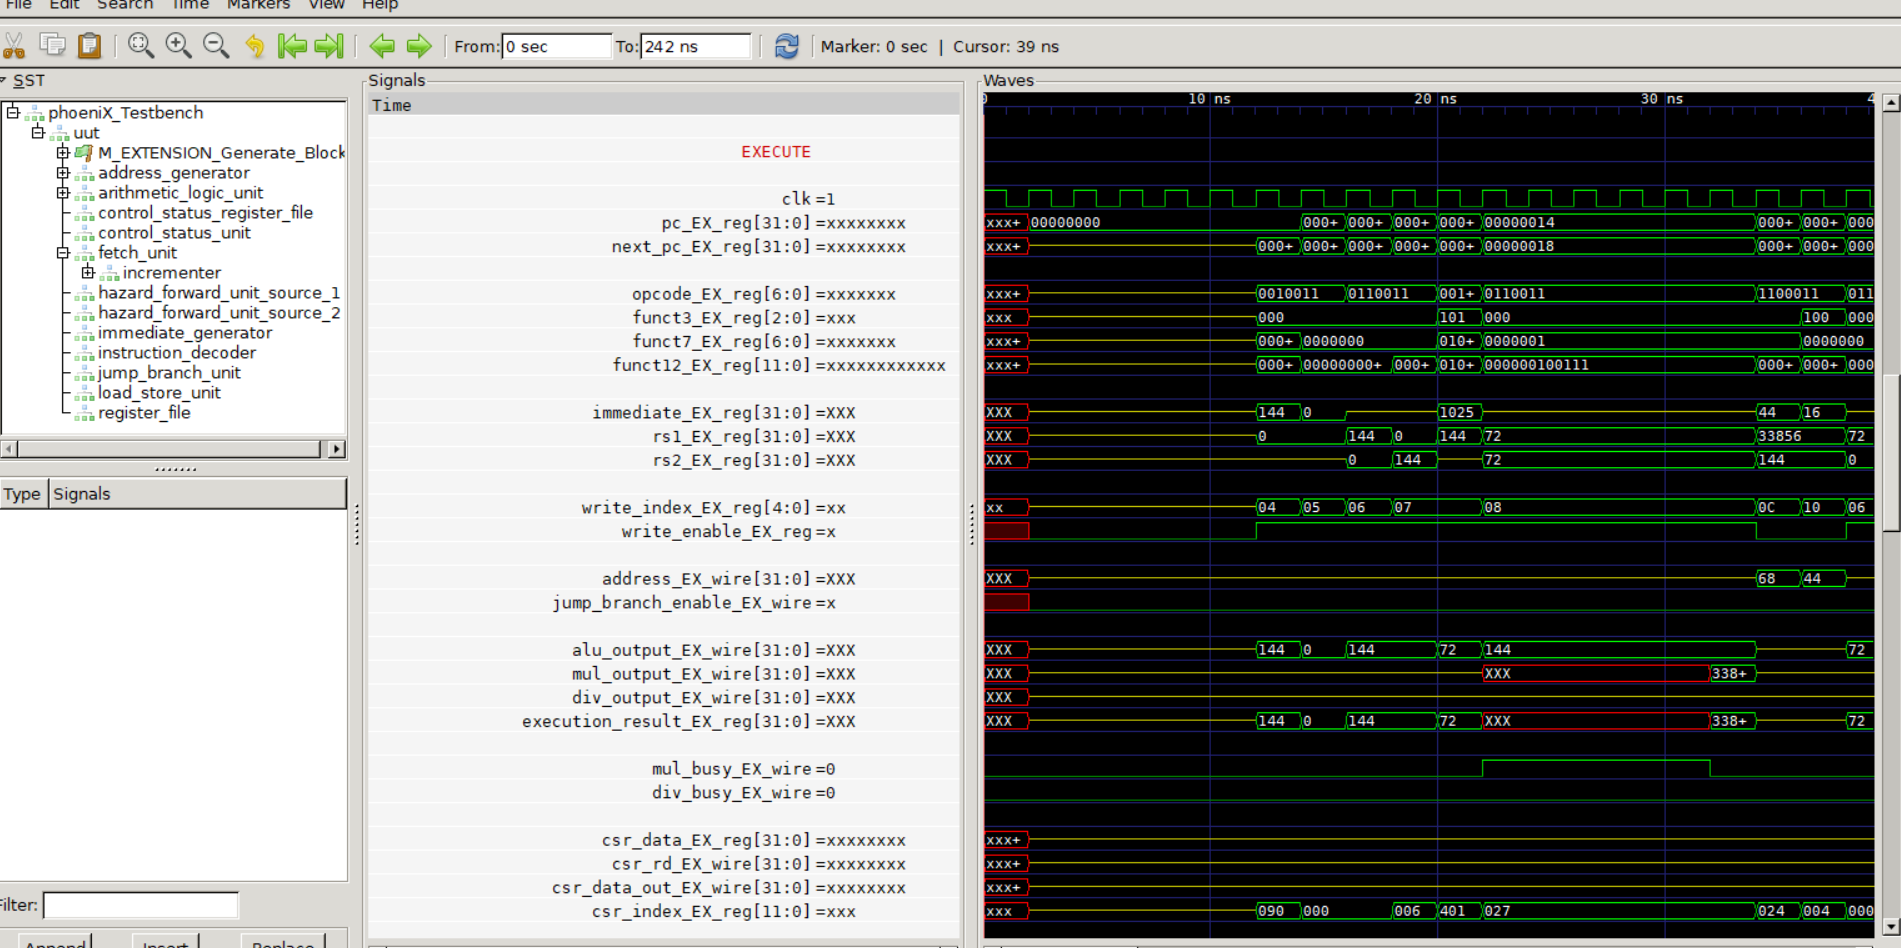 File Edit Search Time Markers View Help
From: 0 sec To: 242 ns Marker: 0 sec | Cursor: 39 ns
SST
phoeniX_Testbench
uut
M_EXTENSION_Generate_Block
address_generator
arithmetic_logic_unit
control_status_register_file
control_status_unit
fetch_unit
incrementer
hazard_forward_unit_source_1
hazard_forward_unit_source_2
immediate_generator
instruction_decoder
jump_branch_unit
load_store_unit
register_file
Type Signals
Filter:
Append Insert Replace
Signals
Time
EXECUTE
clk =1
pc_EX_reg[31:0] =xxxxxxxx
next_pc_EX_reg[31:0] =xxxxxxxx
opcode_EX_reg[6:0] =xxxxxxx
funct3_EX_reg[2:0] =xxx
funct7_EX_reg[6:0] =xxxxxxx
funct12_EX_reg[11:0] =xxxxxxxxxxxx
immediate_EX_reg[31:0] =XXX
rs1_EX_reg[31:0] =XXX
rs2_EX_reg[31:0] =XXX
write_index_EX_reg[4:0] =xx
write_enable_EX_reg =x
address_EX_wire[31:0] =XXX
jump_branch_enable_EX_wire =x
alu_output_EX_wire[31:0] =XXX
mul_output_EX_wire[31:0] =XXX
div_output_EX_wire[31:0] =XXX
execution_result_EX_reg[31:0] =XXX
mul_busy_EX_wire =0
div_busy_EX_wire =0
csr_data_EX_reg[31:0] =xxxxxxxx
csr_rd_EX_wire[31:0] =xxxxxxxx
csr_data_out_EX_wire[31:0] =xxxxxxxx
csr_index_EX_reg[11:0] =xxx
Waves
0 10 ns 20 ns 30 ns 4
xxx+ 00000000 000+ 000+ 000+ 000+ 00000014 000+ 000+ 000
xxx+ 000+ 000+ 000+ 000+ 000+ 00000018 000+ 000+ 000
xxx+ 0010011 0110011 001+ 0110011 1100011 011
xxx 000 101 000 100 000
xxx+ 000+ 0000000 010+ 0000001 0000000
xxx+ 000+ 00000000+ 000+ 010+ 000000100111 000+ 000+ 000
XXX 144 0 1025 44 16
XXX 0 144 0 144 72 33856 72
XXX 0 144 72 144 0
xx 04 05 06 07 08 0C 10 06
XXX 68 44
XXX 144 0 144 72 144 72
XXX XXX 338+
XXX
XXX 144 0 144 72 XXX 338+ 72
xxx+
xxx+
xxx+
xxx 090 000 006 401 027 024 004 000